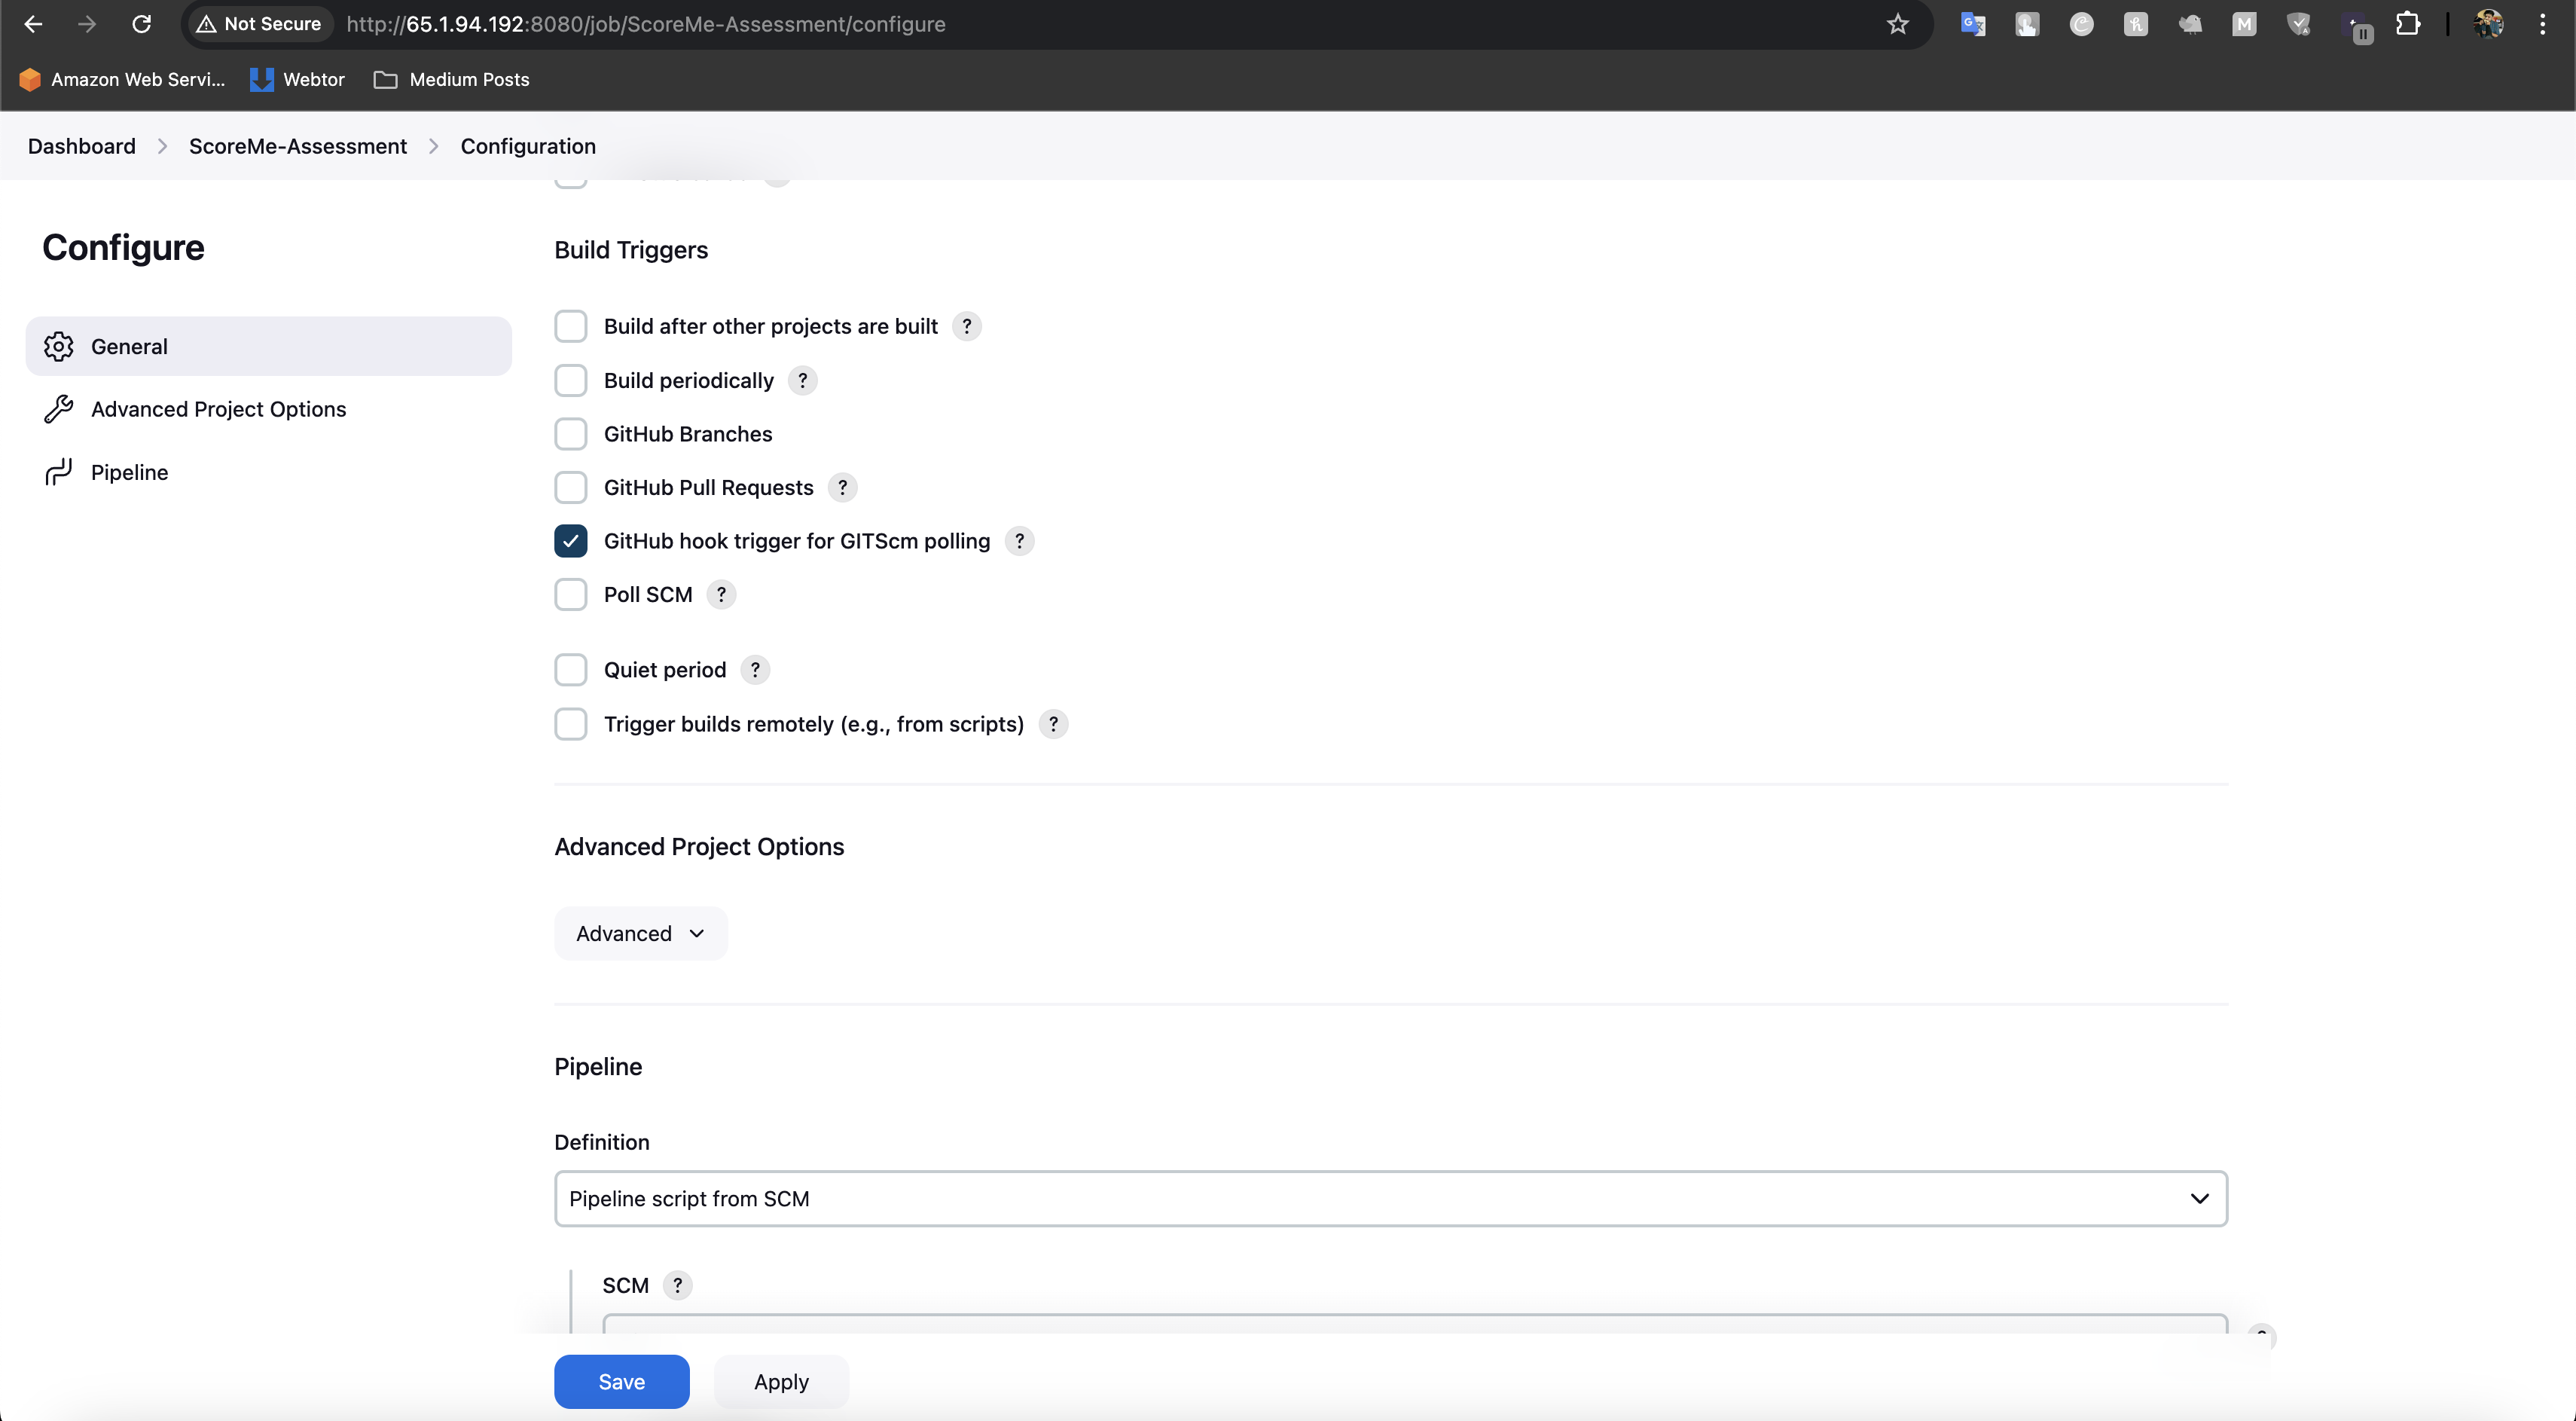 Not Secure http://65.1.94.192:8080/job/ScoreMe-Assessment/configure
Amazon Web Servi... Webtor Medium Posts
Dashboard ScoreMe-Assessment Configuration
Configure
General
Advanced Project Options
Pipeline
Build Triggers
Build after other projects are built ?
Build periodically ?
GitHub Branches
GitHub Pull Requests ?
GitHub hook trigger for GITScm polling ?
Poll SCM ?
Quiet period ?
Trigger builds remotely (e.g., from scripts) ?
Advanced Project Options
Advanced
Pipeline
Definition
Pipeline script from SCM
SCM ?
Save Apply